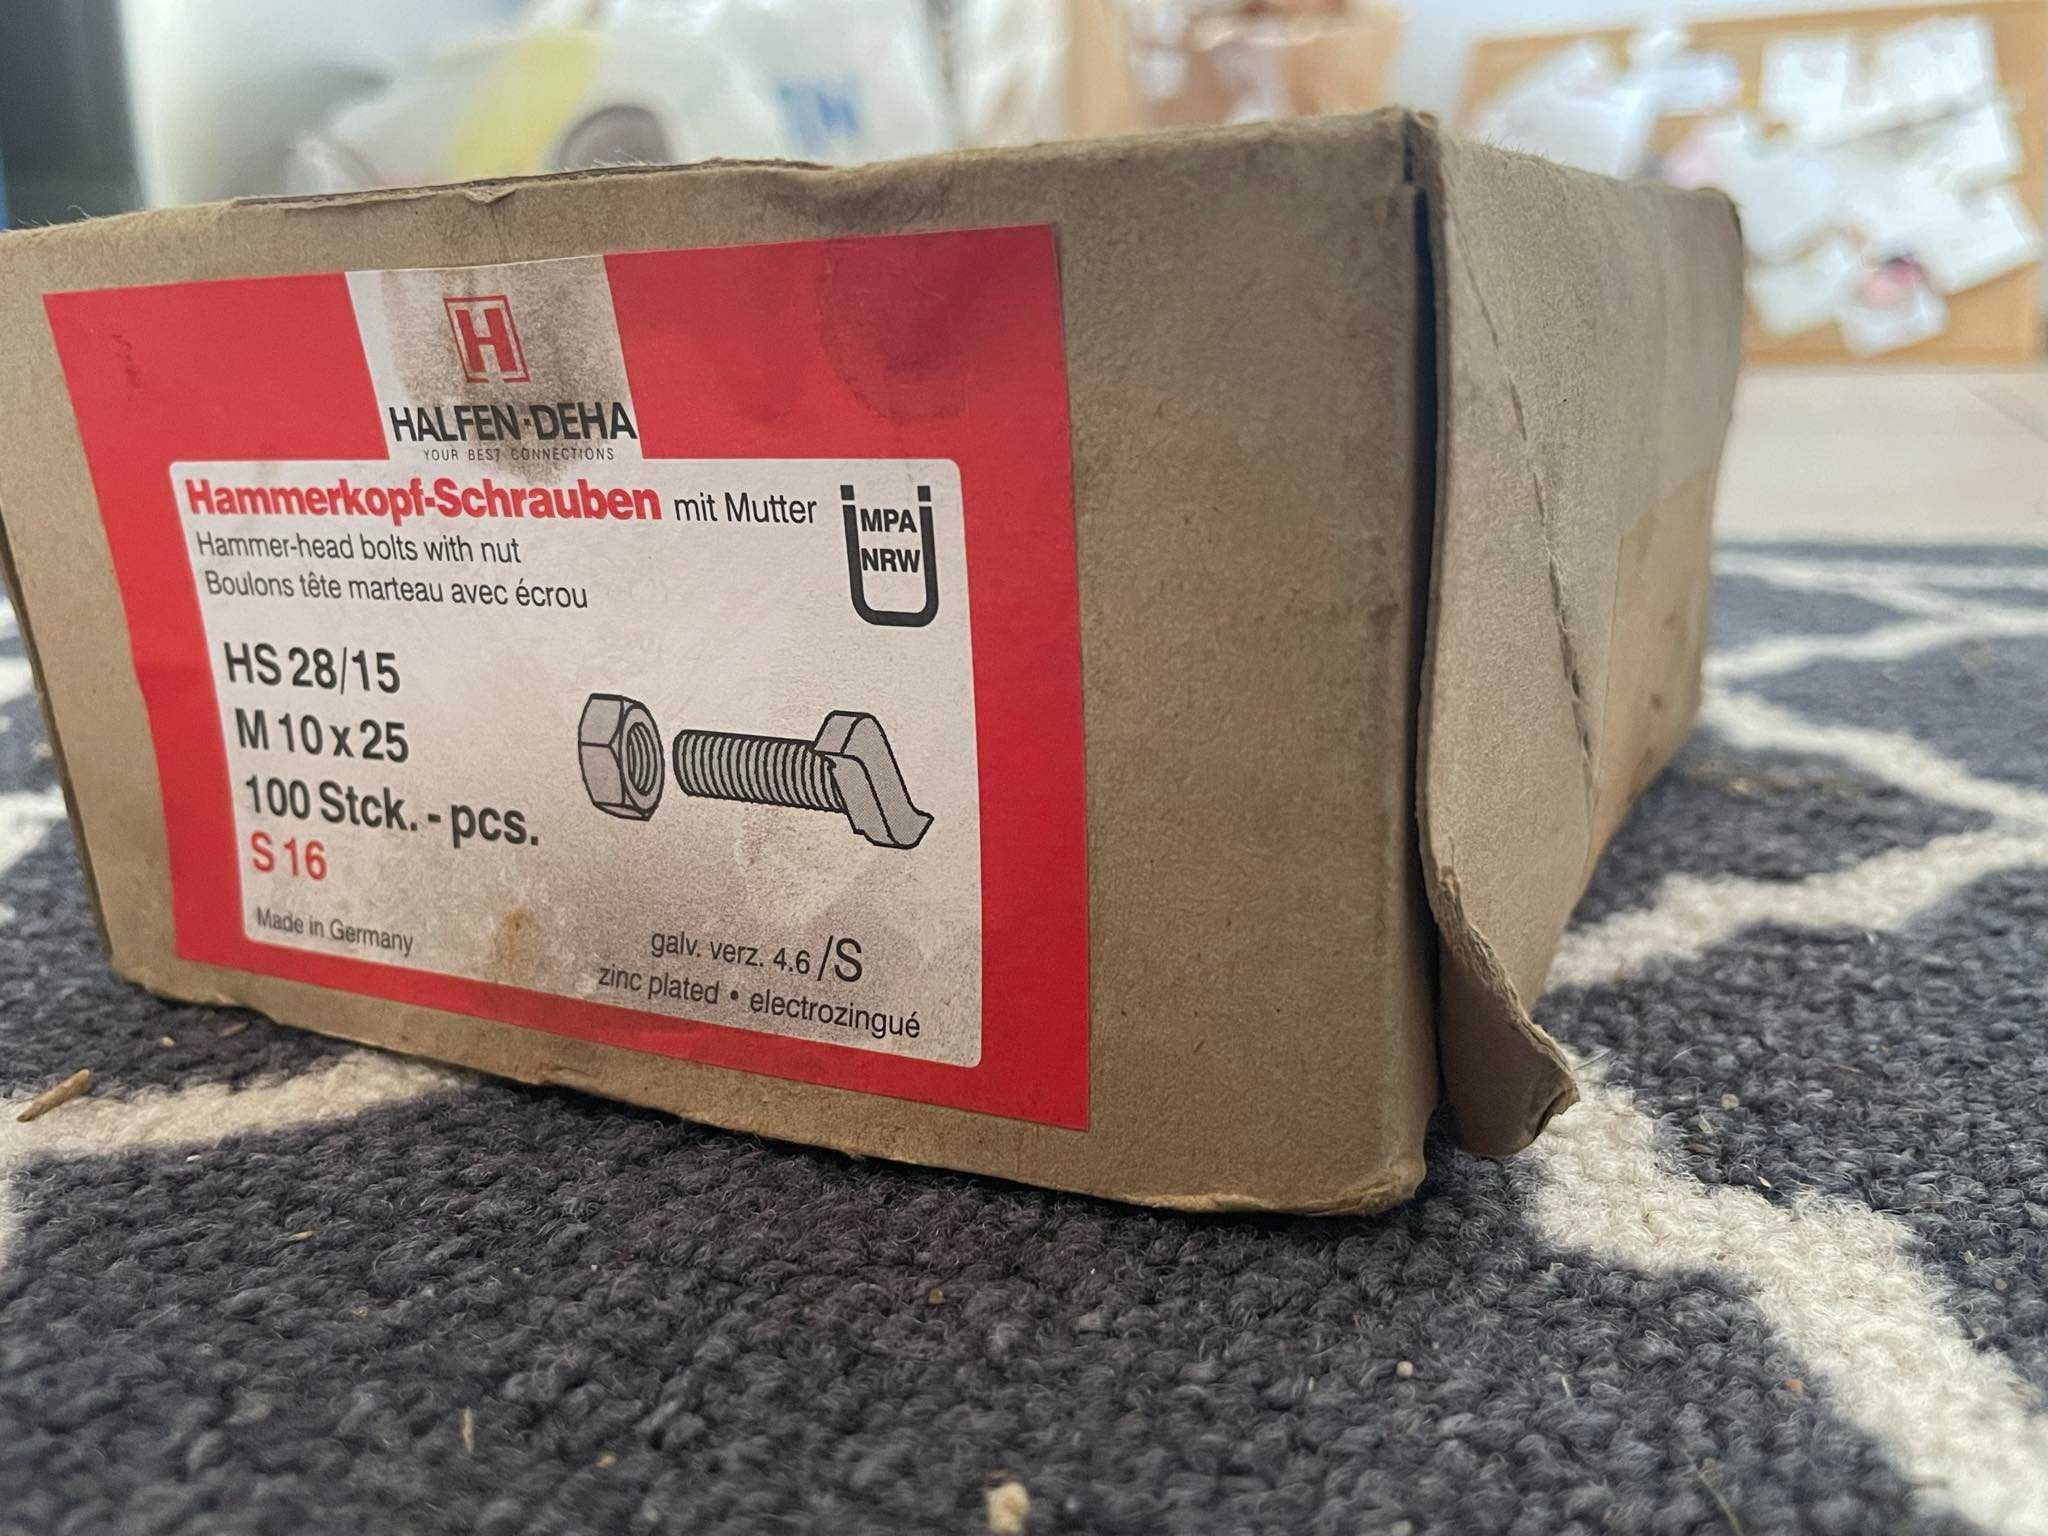 H
HALFEN·DEHA
YOUR BEST CONNECTIONS
Hammerkopf-Schrauben mit Mutter
Hammer-head bolts with nut
Boulons tête marteau avec écrou
MPA
NRW
HS 28/15
M 10 x 25
100 Stck. - pcs.
S 16
Made in Germany
galv. verz. 4.6 /S
zinc plated • electrozingué